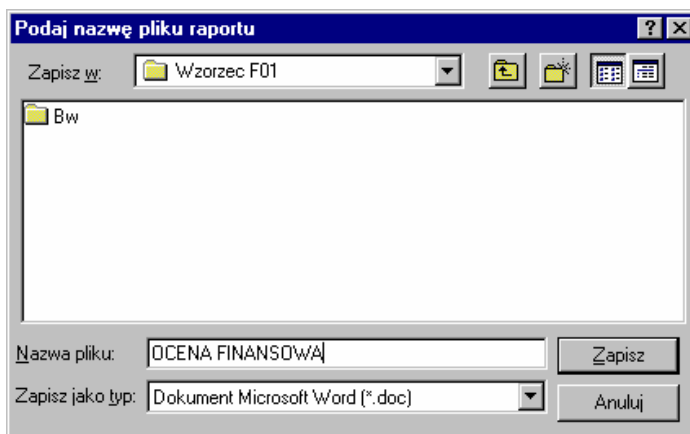 Podaj nazwę pliku raportu
Zapisz w: Wzorzec F01
Bw
Nazwa pliku: OCENA FINANSOWA Zapisz
Zapisz jako typ: Dokument Microsoft Word (*.doc) Anuluj